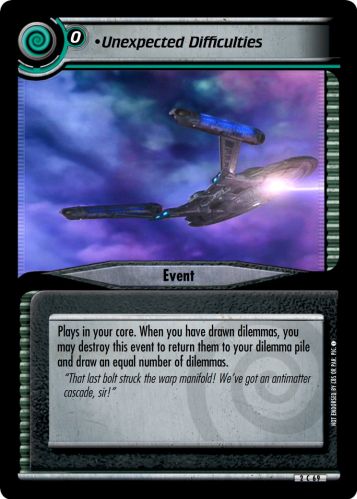 0
•Unexpected Difficulties
Event
Plays in your core. When you have drawn dilemmas, you
may destroy this event to return them to your dilemma pile
and draw an equal number of dilemmas.
"That last bolt struck the warp manifold! We've got an antimatter
cascade, sir!"
NOT ENDORSED BY CBS OR PAR. PIC.
2 C 69